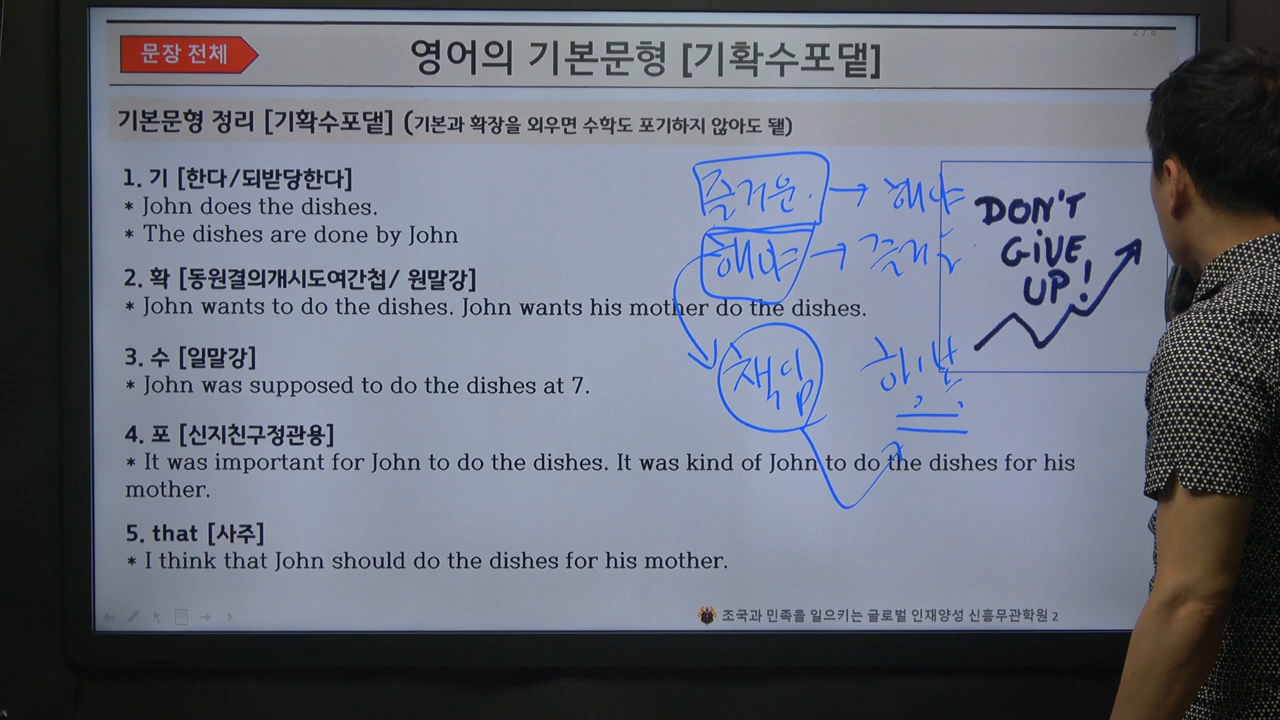 문장 전체
영어의 기본문형 [기확수포댙]
기본문형 정리 [기확수포댙] (기본과 확장을 외우면 수학도 포기하지 않아도 댙)
1. 기 [한다/되받당한다]
* John does the dishes.
* The dishes are done by John
2. 확 [동원결의개시도여간첩/ 원말강]
* John wants to do the dishes. John wants his mother do the dishes.
3. 수 [일말강]
* John was supposed to do the dishes at 7.
4. 포 [신지친구정관용]
* It was important for John to do the dishes. It was kind of John to do the dishes for his
mother.
5. that [사주]
* I think that John should do the dishes for his mother.
즐거운 → 해야
해야 →
책임
DON'T
GIVE
UP!
조국과 민족을 일으키는 글로벌 인재양성 신흥무관학원 2